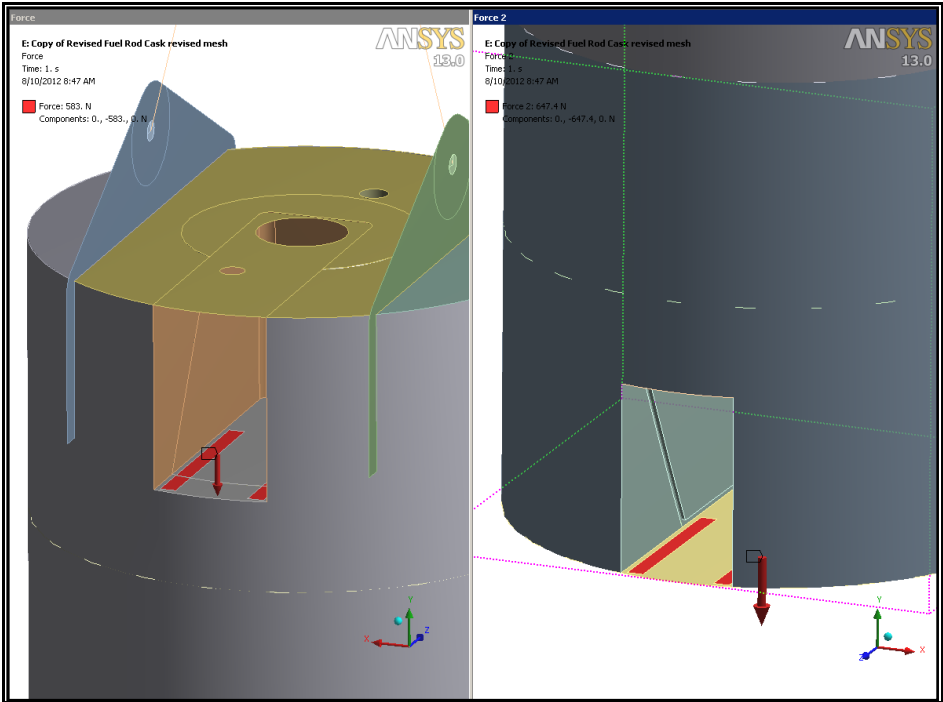 Force
E: Copy of Revised Fuel Rod Cask revised mesh
Force
Time: 1. s
8/10/2012 8:47 AM
Force: 583. N
Components: 0., -583., 0. N
ANSYS
13.0
Y
X
Z
Force 2
E: Copy of Revised Fuel Rod Cask revised mesh
Force 2
Time: 1. s
8/10/2012 8:47 AM
Force 2: 647.4 N
Components: 0., -647.4, 0. N
ANSYS
13.0
Y
X
Z